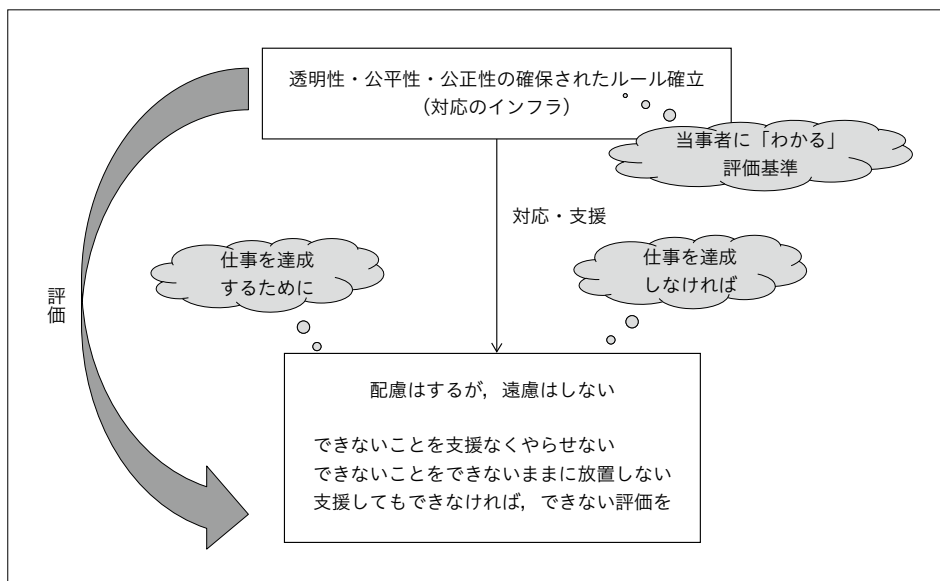 透明性・公平性・公正性の確保されたルール確立
(対応のインフラ)
当事者に「わかる」
評価基準
対応・支援
仕事を達成
するために
仕事を達成
しなければ
評価
配慮はするが，遠慮はしない
できないことを支援なくやらせない
できないことをできないままに放置しない
支援してもできなければ，できない評価を